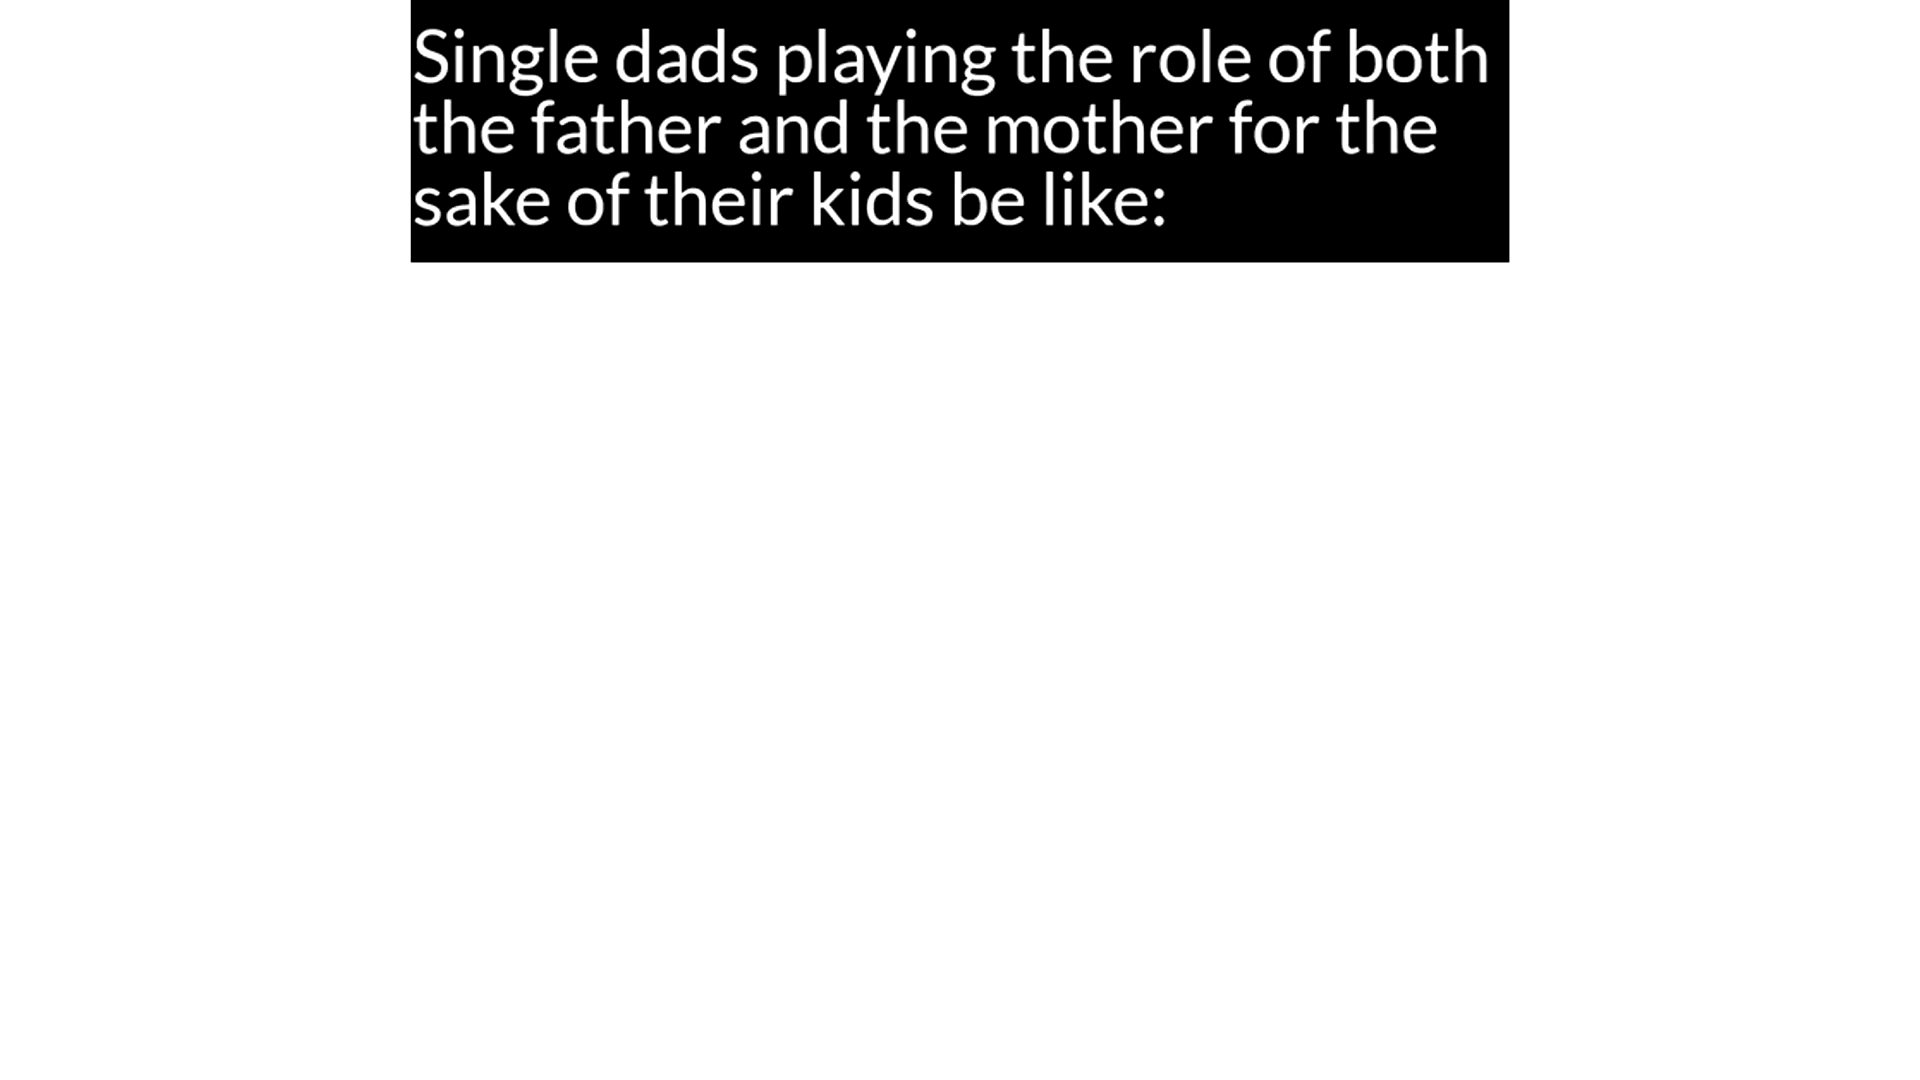 Single dads playing the role of both
the father and the mother for the
sake of their kids be like: